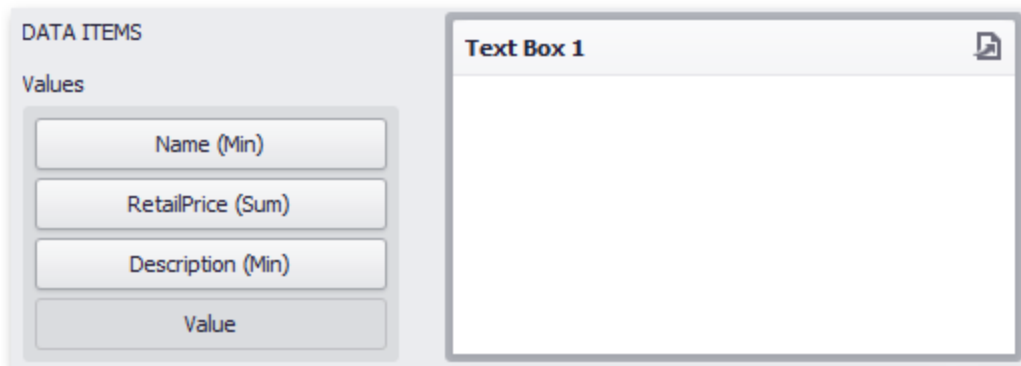 DATA ITEMS
Values
Name (Min)
RetailPrice (Sum)
Description (Min)
Value
Text Box 1